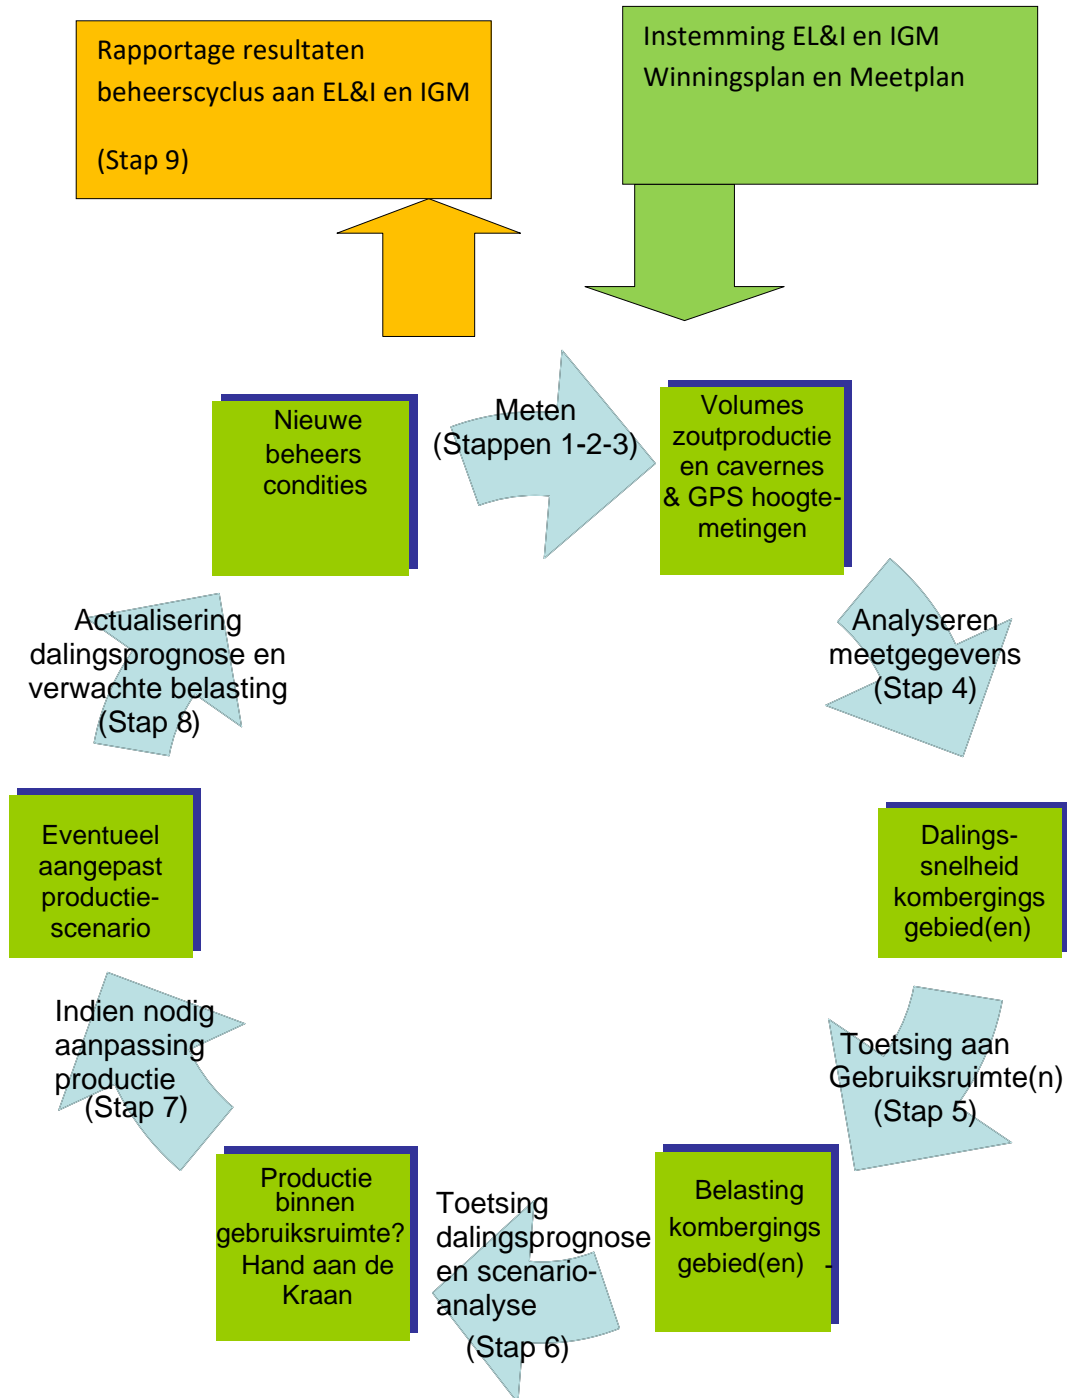 Rapportage resultaten
beheerscyclus aan EL&I en IGM
(Stap 9)
Instemming EL&I en IGM
Winningsplan en Meetplan
Nieuwe
beheers
condities
Meten
(Stappen 1-2-3)
Volumes
zoutproductie
en cavernes
& GPS hoogte-
metingen
Analyseren
meetgegevens
(Stap 4)
Dalings-
snelheid
kombergings
gebied(en)
Toetsing aan
Gebruiksruimte(n)
(Stap 5)
Belasting
kombergings
gebied(en) -
Toetsing
dalingsprognose
en scenario-
analyse
(Stap 6)
Productie
binnen
gebruiksruimte?
Hand aan de
Kraan
Indien nodig
aanpassing
productie
(Stap 7)
Eventueel
aangepast
productie-
scenario
Actualisering
dalingsprognose en
verwachte belasting
(Stap 8)